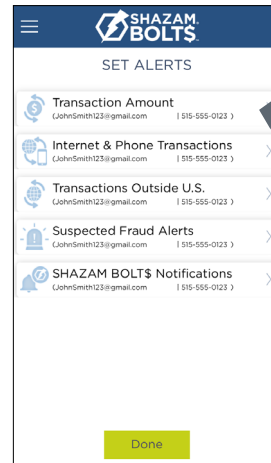 SHAZAM.
BOLT$.
SET ALERTS
Transaction Amount
(JohnSmith123@gmail.com | 515-555-0123 )
Internet & Phone Transactions
(JohnSmith123@gmail.com | 515-555-0123 )
Transactions Outside U.S.
(JohnSmith123@gmail.com | 515-555-0123 )
Suspected Fraud Alerts
(JohnSmith123@gmail.com | 515-555-0123 )
SHAZAM BOLT$ Notifications
(JohnSmith123@gmail.com | 515-555-0123 )
Done